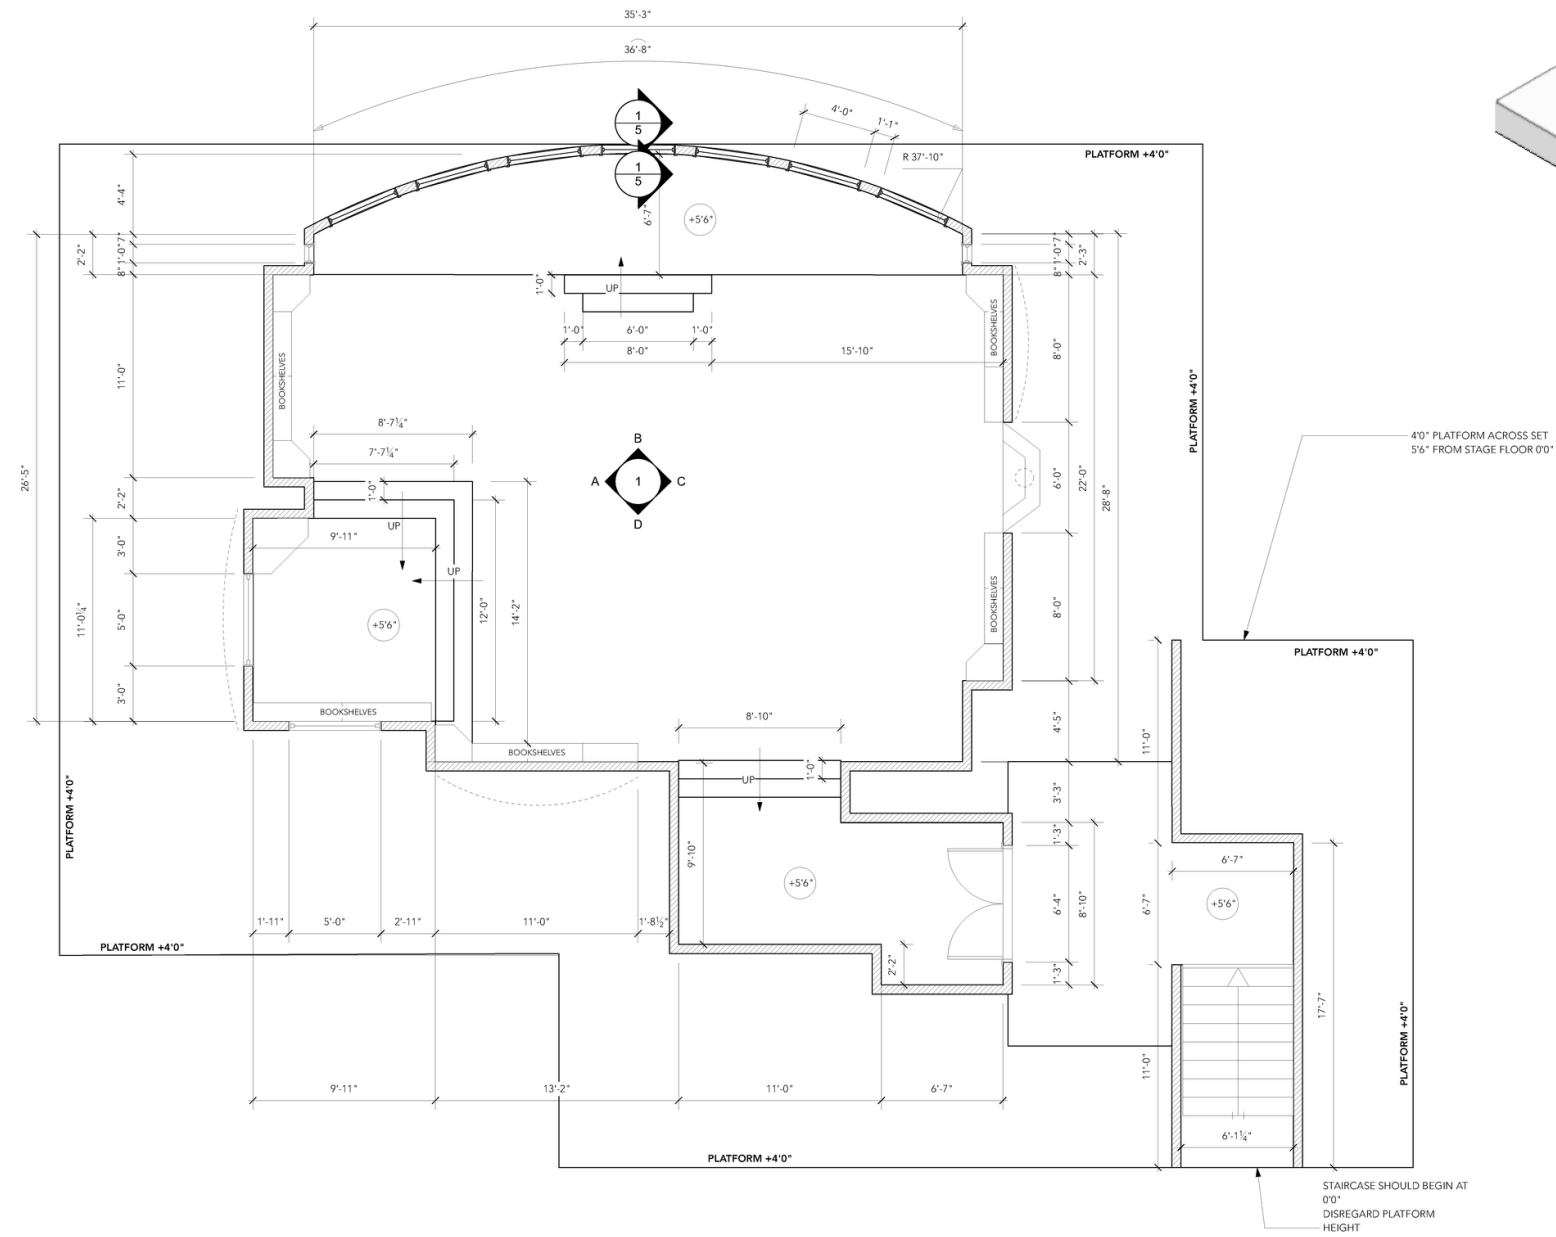 35'-3"
36'-8"
1
5
4'-0"
1'-1"
R 37'-10"
PLATFORM +4'0"
1
5
4'-4"
6'-7"
+5'6"
7"
1'-0"
8"
2'-2"
7"
1'-0"
8"
2'-3"
1'-0"
UP
1'-0"
6'-0"
1'-0"
8'-0"
15'-10"
BOOKSHELVES
BOOKSHELVES
11'-0"
8'-0"
PLATFORM +4'0"
4'0" PLATFORM ACROSS SET
5'6" FROM STAGE FLOOR 0'0"
8'-7¼"
7'-7¼"
B
A
1
C
D
26'-5"
2'-2"
1'-0"
6'-0"
22'-0"
28'-8"
UP
9'-11"
3'-0"
UP
11'-0¼"
5'-0"
+5'6"
12'-0"
14'-2"
BOOKSHELVES
8'-0"
PLATFORM +4'0"
3'-0"
BOOKSHELVES
8'-10"
4'-5"
11'-0"
BOOKSHELVES
UP
1'-0"
PLATFORM +4'0"
3'-3"
1'-3"
9'-10"
+5'6"
6'-7"
6'-4"
8'-10"
6'-7"
+5'6"
1'-11"
5'-0"
2'-11"
11'-0"
1'-8½"
PLATFORM +4'0"
2'-2"
1'-3"
17'-7"
PLATFORM +4'0"
11'-0"
9'-11"
13'-2"
11'-0"
6'-7"
6'-1¼"
PLATFORM +4'0"
STAIRCASE SHOULD BEGIN AT
0'0"
DISREGARD PLATFORM
HEIGHT